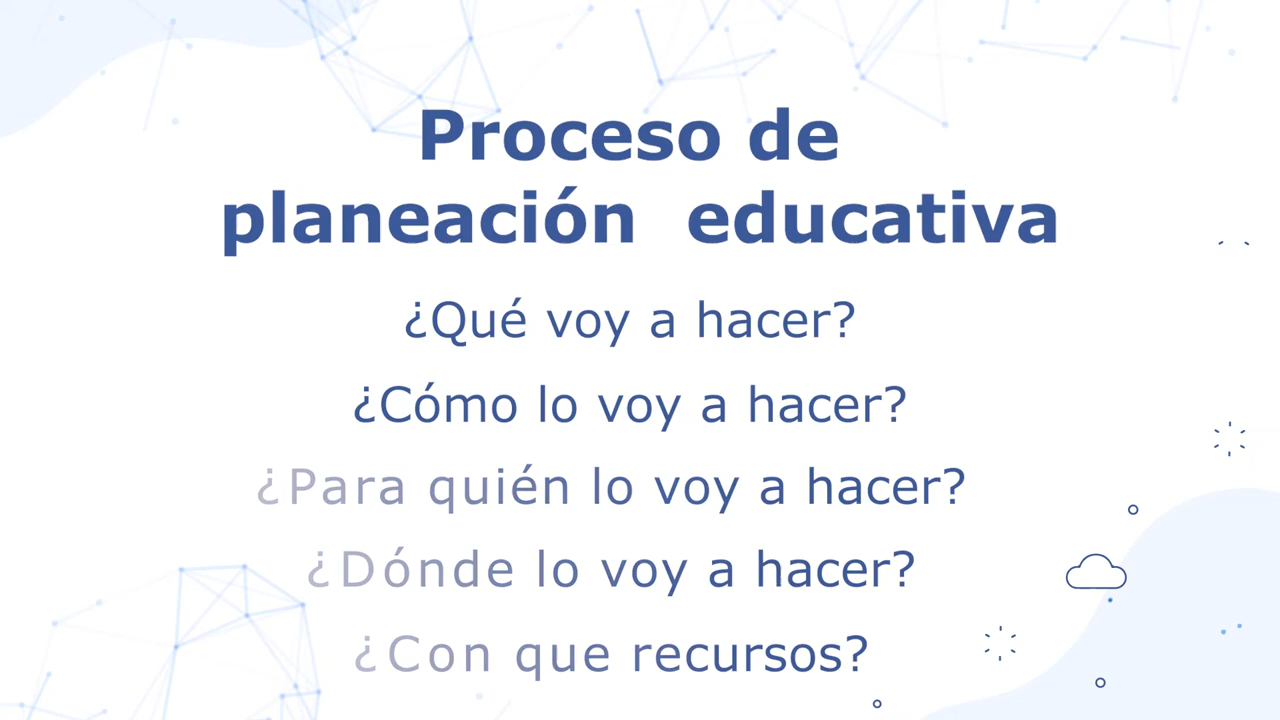 Proceso de
planeación educativa
¿Qué voy a hacer?
¿Cómo lo voy a hacer?
¿Para quién lo voy a hacer?
¿Dónde lo voy a hacer?
¿Con que recursos?